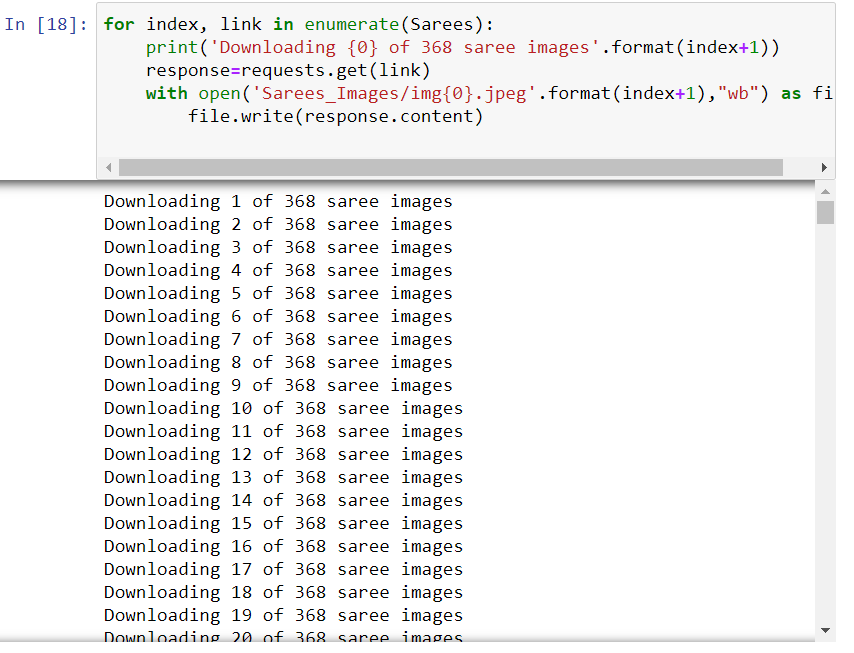 In [18]: for index, link in enumerate(Sarees):
    print('Downloading {0} of 368 saree images'.format(index+1))
    response=requests.get(link)
    with open('Sarees_Images/img{0}.jpeg'.format(index+1),"wb") as fi
        file.write(response.content)
Downloading 1 of 368 saree images
Downloading 2 of 368 saree images
Downloading 3 of 368 saree images
Downloading 4 of 368 saree images
Downloading 5 of 368 saree images
Downloading 6 of 368 saree images
Downloading 7 of 368 saree images
Downloading 8 of 368 saree images
Downloading 9 of 368 saree images
Downloading 10 of 368 saree images
Downloading 11 of 368 saree images
Downloading 12 of 368 saree images
Downloading 13 of 368 saree images
Downloading 14 of 368 saree images
Downloading 15 of 368 saree images
Downloading 16 of 368 saree images
Downloading 17 of 368 saree images
Downloading 18 of 368 saree images
Downloading 19 of 368 saree images
Downloading 20 of 368 saree images